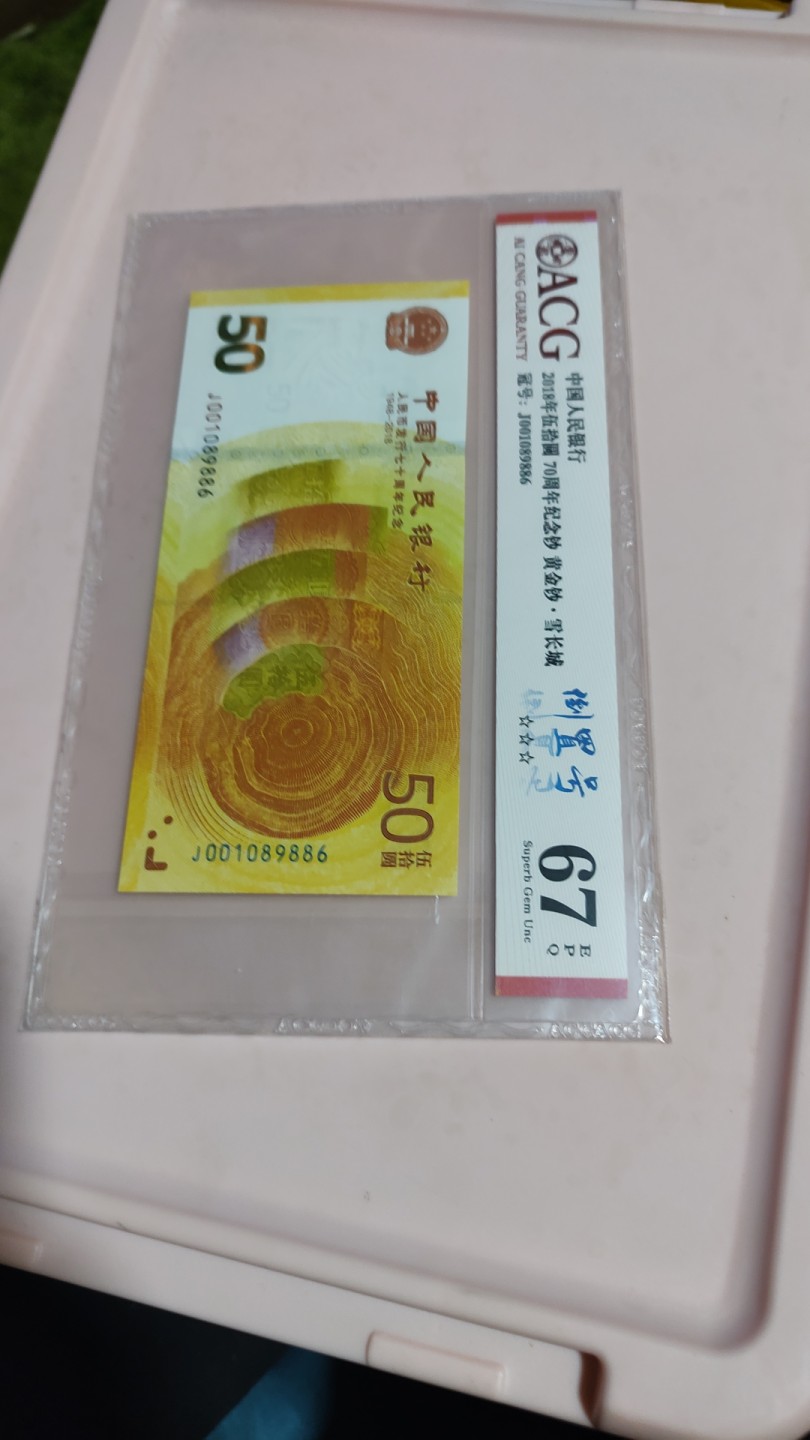 ACG
AI CANG GUARANTY
中国人民银行
2018年伍拾圆 70周年纪念钞 黄金钞·雪长城
冠号: J001089886
倒置号
☆☆☆
67
EPQ
Superb Gem Unc
中国人民银行
人民币发行七十周年纪念
1948-2018
50
J001089886
50
伍拾圆
J001089886